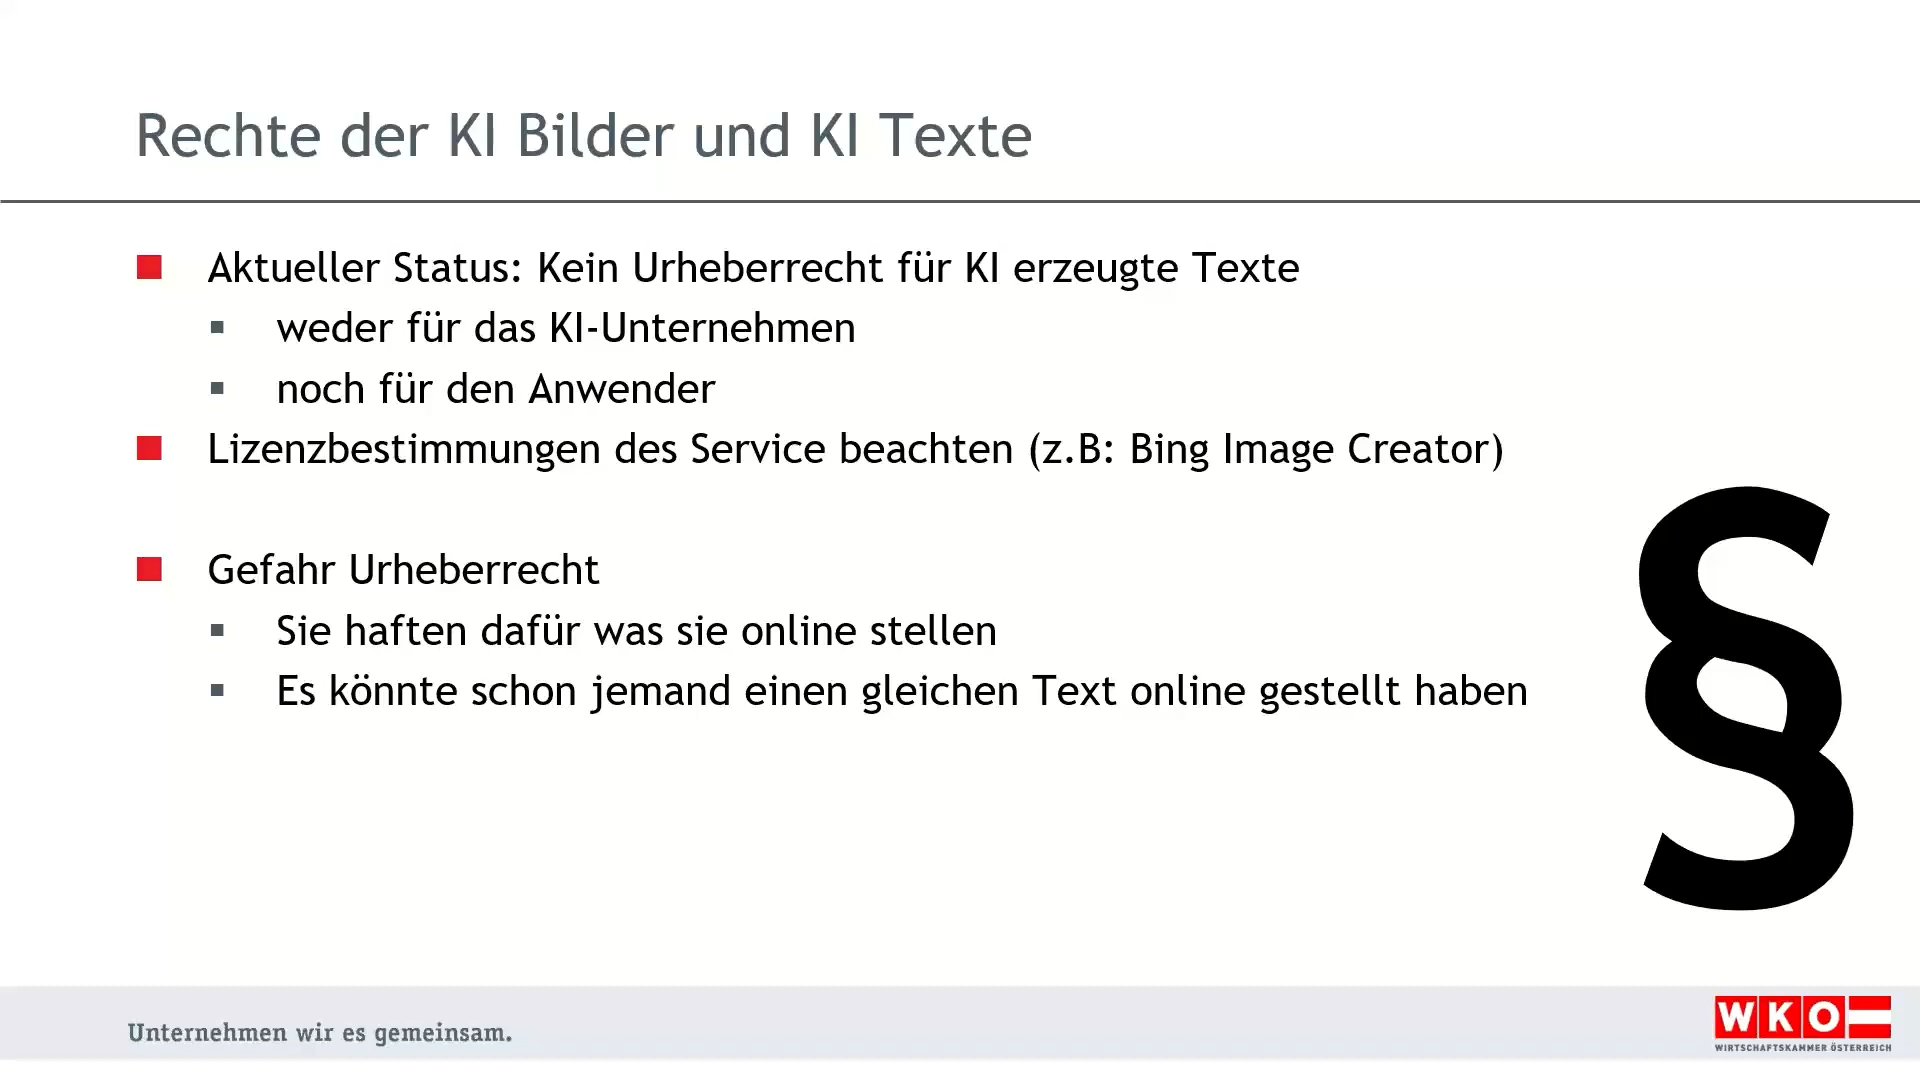 Rechte der KI Bilder und KI Texte
Aktueller Status: Kein Urheberrecht für KI erzeugte Texte
weder für das KI-Unternehmen
noch für den Anwender
Lizenzbestimmungen des Service beachten (z.B: Bing Image Creator)
Gefahr Urheberrecht
Sie haften dafür was sie online stellen
Es könnte schon jemand einen gleichen Text online gestellt haben
§
Unternehmen wir es gemeinsam.
WKO
WIRTSCHAFTSKAMMER ÖSTERREICH